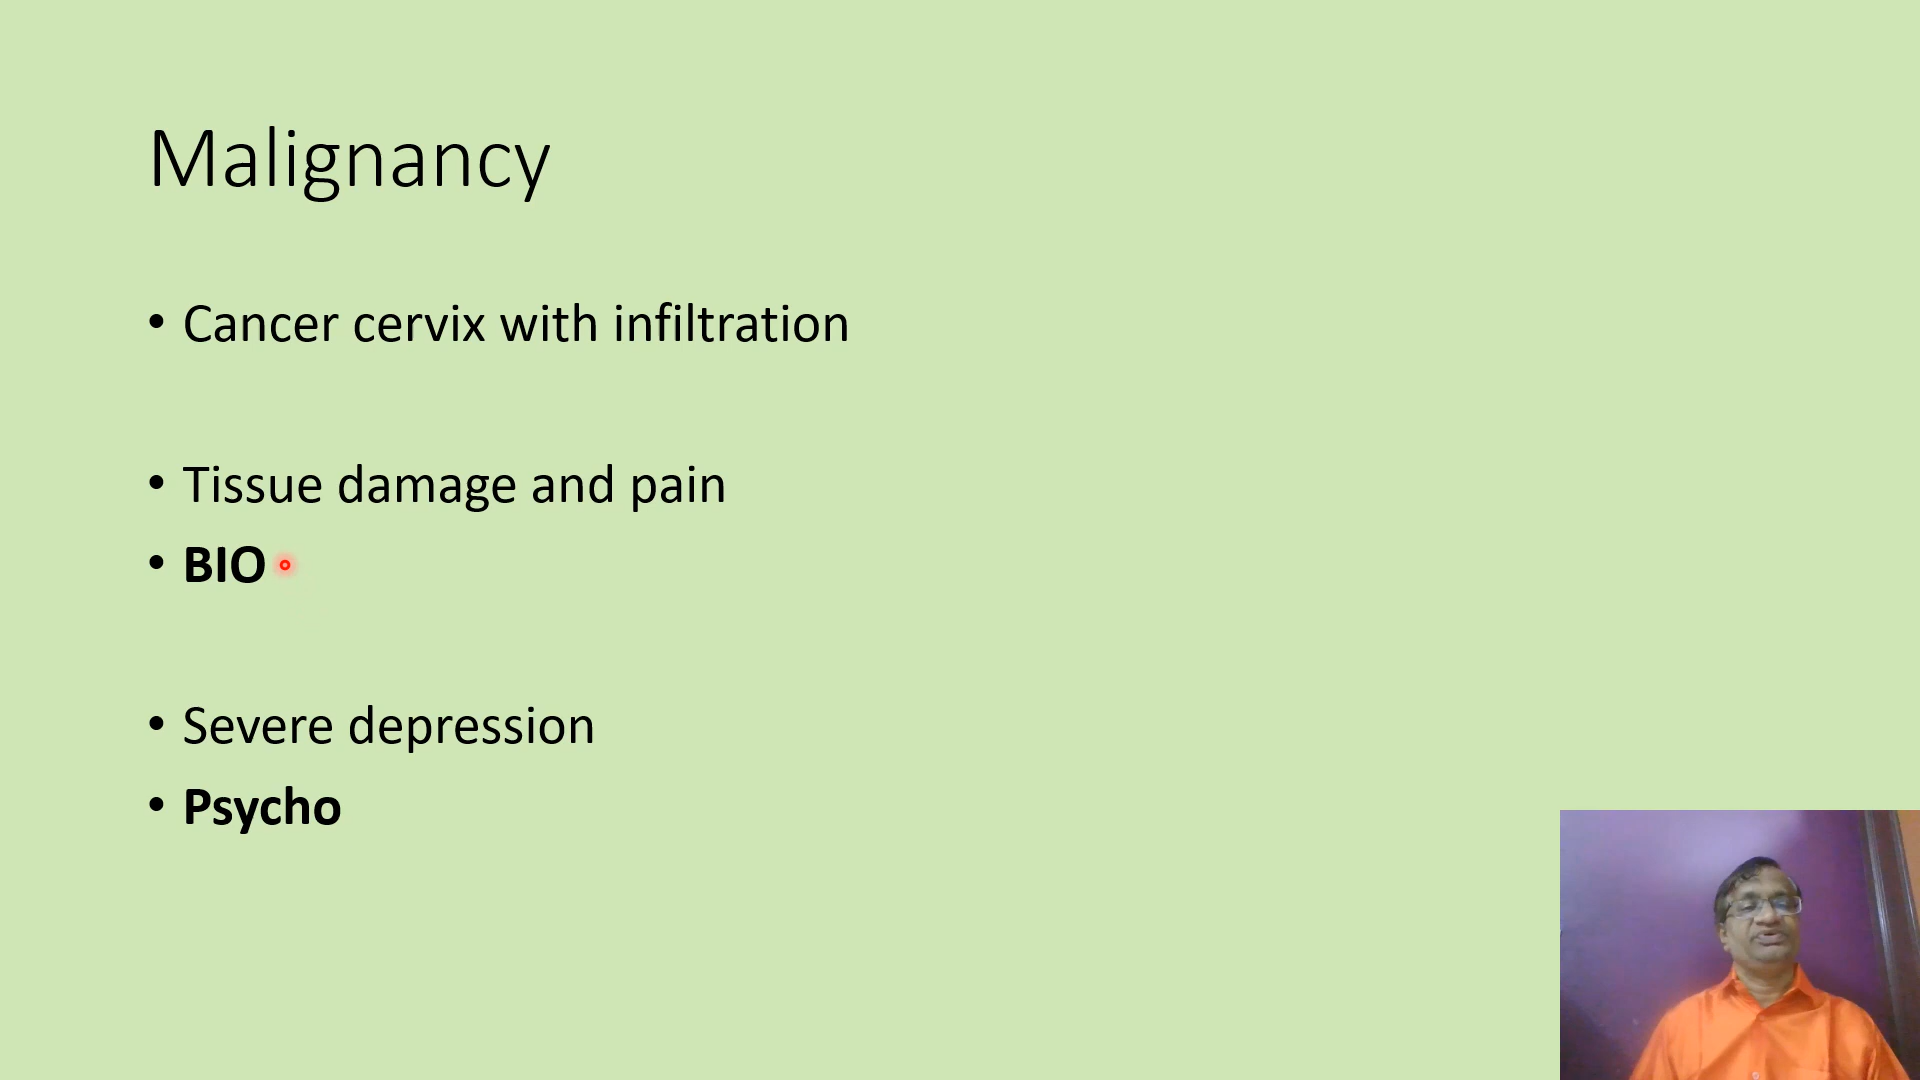 Malignancy
• Cancer cervix with infiltration
• Tissue damage and pain
• BIO
• Severe depression
• Psycho